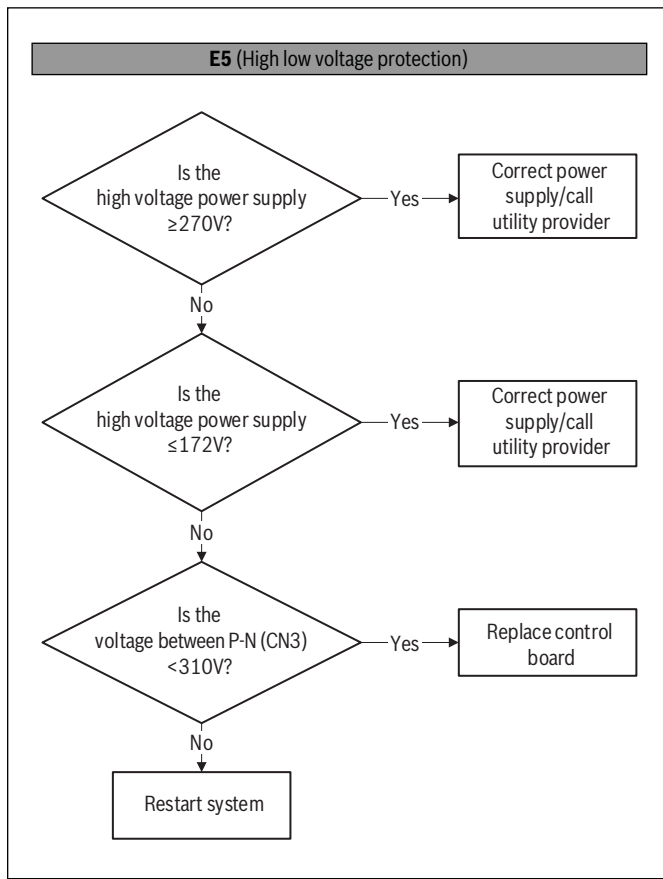 E5 (High low voltage protection)
Is the
high voltage power supply
≥270V?
Yes
Correct power
supply/call
utility provider
No
Is the
high voltage power supply
≤172V?
Yes
Correct power
supply/call
utility provider
No
Is the
voltage between P-N (CN3)
<310V?
Yes
Replace control
board
No
Restart system